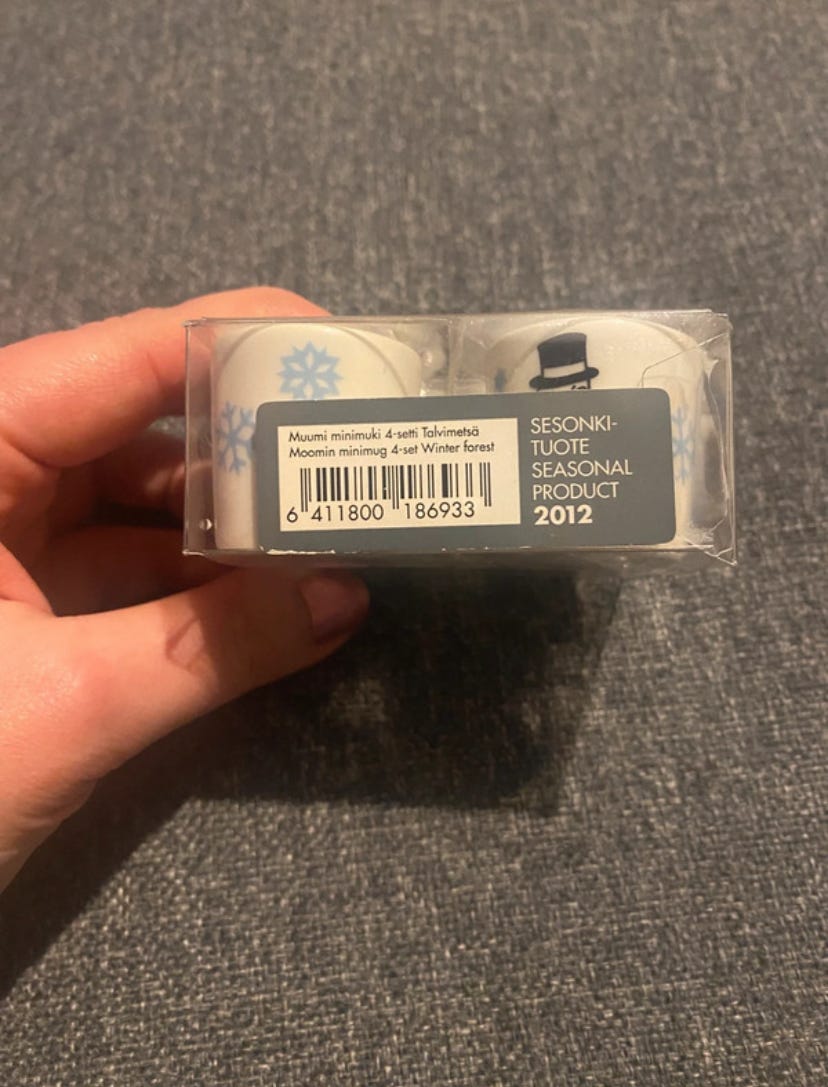 Muumi minimuki 4-setti Talvimetsä
Moomin minimug 4-set Winter forest
6 411800 186933
SESONKI-
TUOTE
SEASONAL
PRODUCT
2012